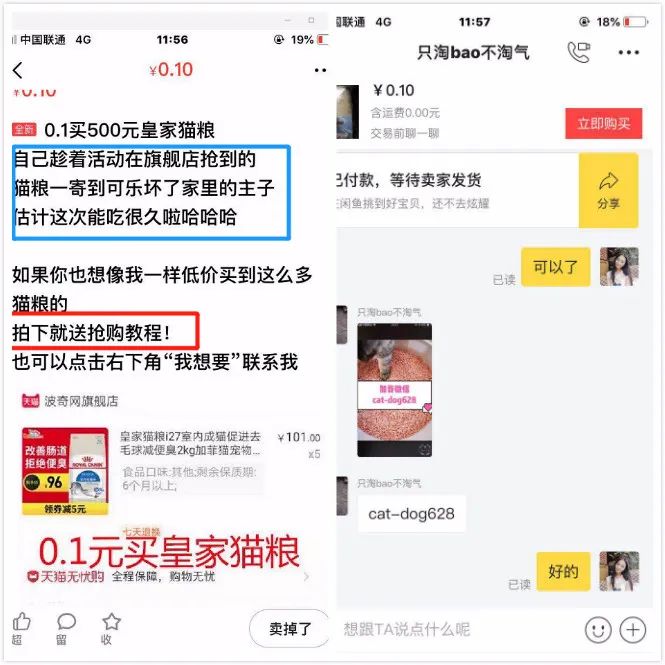 中国联通 4G 11:56 19%
¥0.10
¥0.10
全新 0.1买500元皇家猫粮
自己趁着活动在旗舰店抢到的
猫粮一寄到可乐坏了家里的主子
估计这次能吃很久啦哈哈哈
如果你也想像我一样低价买到这么多
猫粮的
拍下就送抢购教程!
也可以点击右下角“我想要”联系我
天猫 波奇网旗舰店
改善肠道
拒绝便臭
.96
领券减5元
ROYAL CANIN
皇家猫粮i27室内成猫促进去
毛球减便臭2kg加菲猫宠物...
¥101.00
x5
食品口味:其他;剩余保质期:
6个月以上;
七天退换
0.1元买皇家猫粮
天猫无忧购 全程保障，购物无忧
超
留
收
卖掉了
国联通 4G 11:57 18%
只淘bao不淘气
¥0.10
含运费0.00元
交易前聊一聊
立即购买
已付款，等待卖家发货
在闲鱼挑到好宝贝，还不去炫耀
分享
已读
可以了
只淘bao不淘气
加看微信
cat-dog628
只淘bao不淘气
cat-dog628
已读
好的
想跟TA说点什么呢